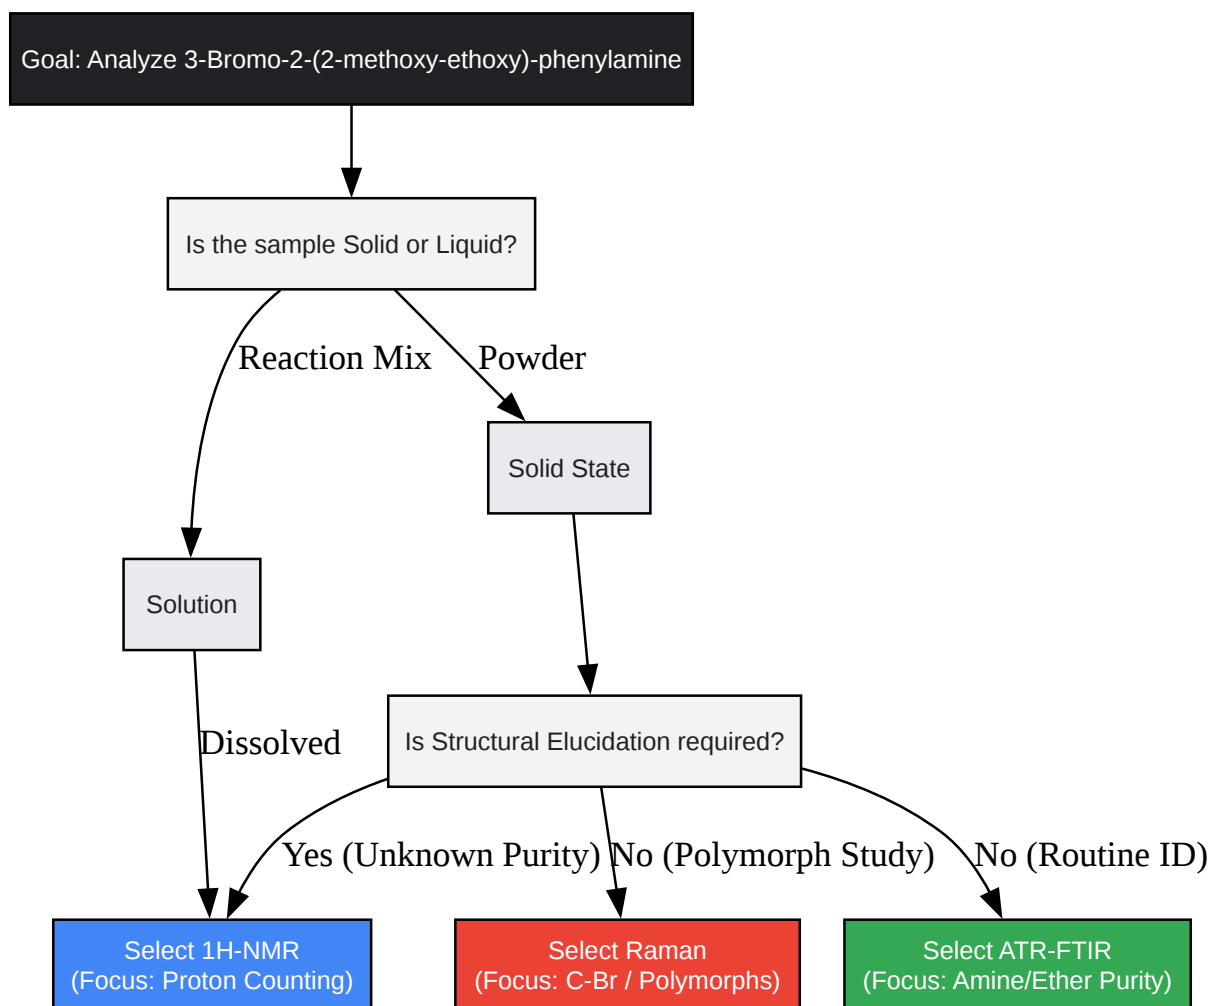 Goal: Analyze 3-Bromo-2-(2-methoxy-ethoxy)-phenylamine
Is the sample Solid or Liquid?
Reaction Mix
Powder
Solid State
Solution
Dissolved
Is Structural Elucidation required?
Yes (Unknown Purity)
No (Polymorph Study)
No (Routine ID)
Select 1H-NMR
(Focus: Proton Counting)
Select Raman
(Focus: C-Br / Polymorphs)
Select ATR-FTIR
(Focus: Amine/Ether Purity)